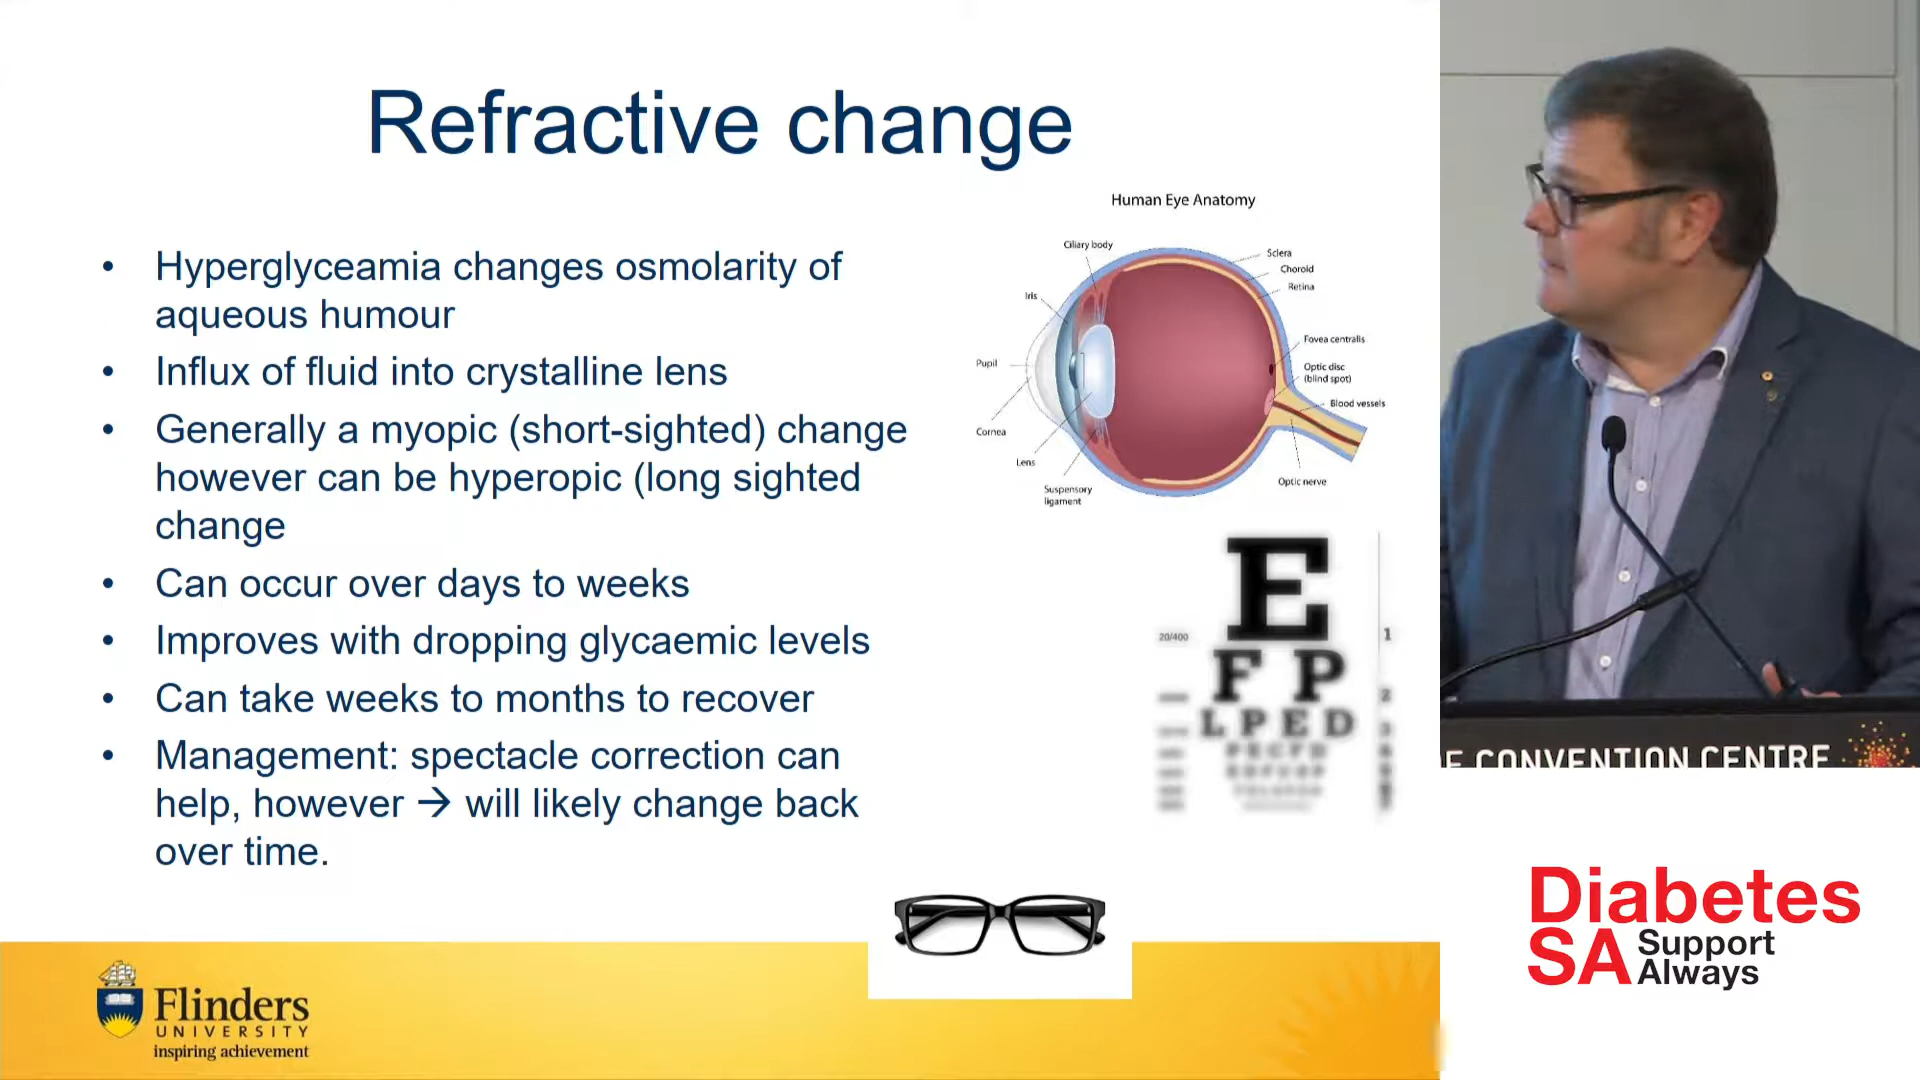 Refractive change
• Hyperglyceamia changes osmolarity of
aqueous humour
• Influx of fluid into crystalline lens
• Generally a myopic (short-sighted) change
however can be hyperopic (long sighted
change
• Can occur over days to weeks
• Improves with dropping glycaemic levels
• Can take weeks to months to recover
• Management: spectacle correction can
help, however → will likely change back
over time.
Human Eye Anatomy
Ciliary body
Sclera
Choroid
Retina
Iris
Fovea centralis
Pupil
Optic disc
(blind spot)
Blood vessels
Cornea
Lens
Suspensory
ligament
Optic nerve
E
20/400
1
F P
2
L P E D
Flinders
UNIVERSITY
inspiring achievement
CONVENTION CENTRE
Diabetes
SA Support
Always